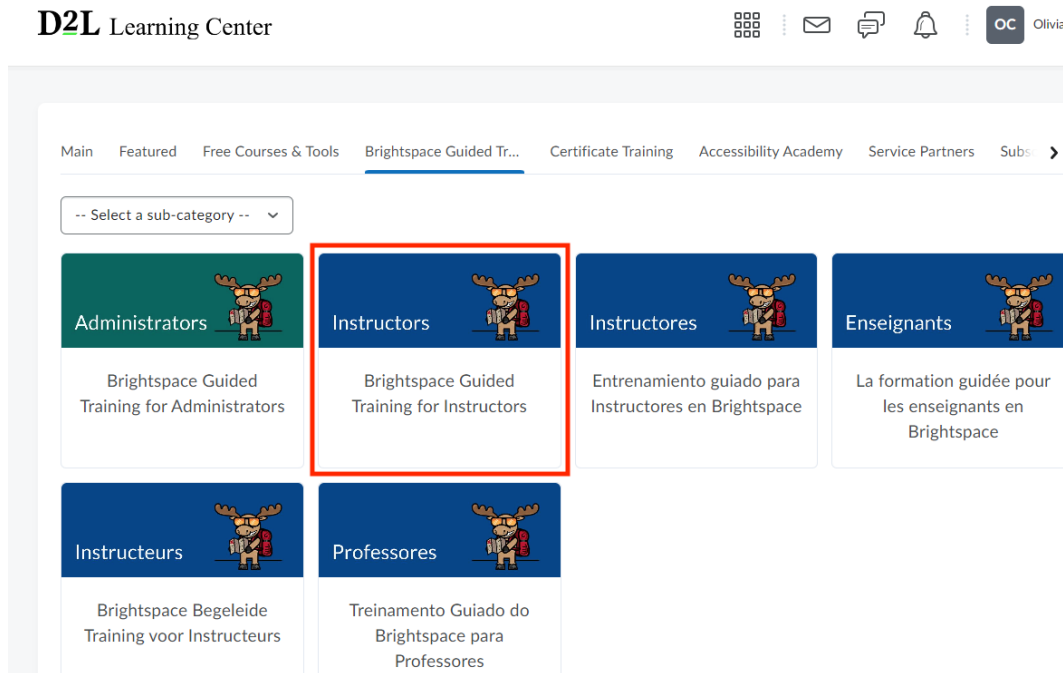 D2L Learning Center
OC Olivia
Main Featured Free Courses & Tools Brightspace Guided Tr... Certificate Training Accessibility Academy Service Partners
-- Select a sub-category --
Administrators
Brightspace Guided
Training for Administrators
Instructors
Brightspace Guided
Training for Instructors
Instructores
Entrenamiento guiado para
Instructores en Brightspace
Enseignants
La formation guidée pour
les enseignants en
Brightspace
Instructeurs
Brightspace Begeleide
Training voor Instructeurs
Professores
Treinamento Guiado do
Brightspace para
Professores